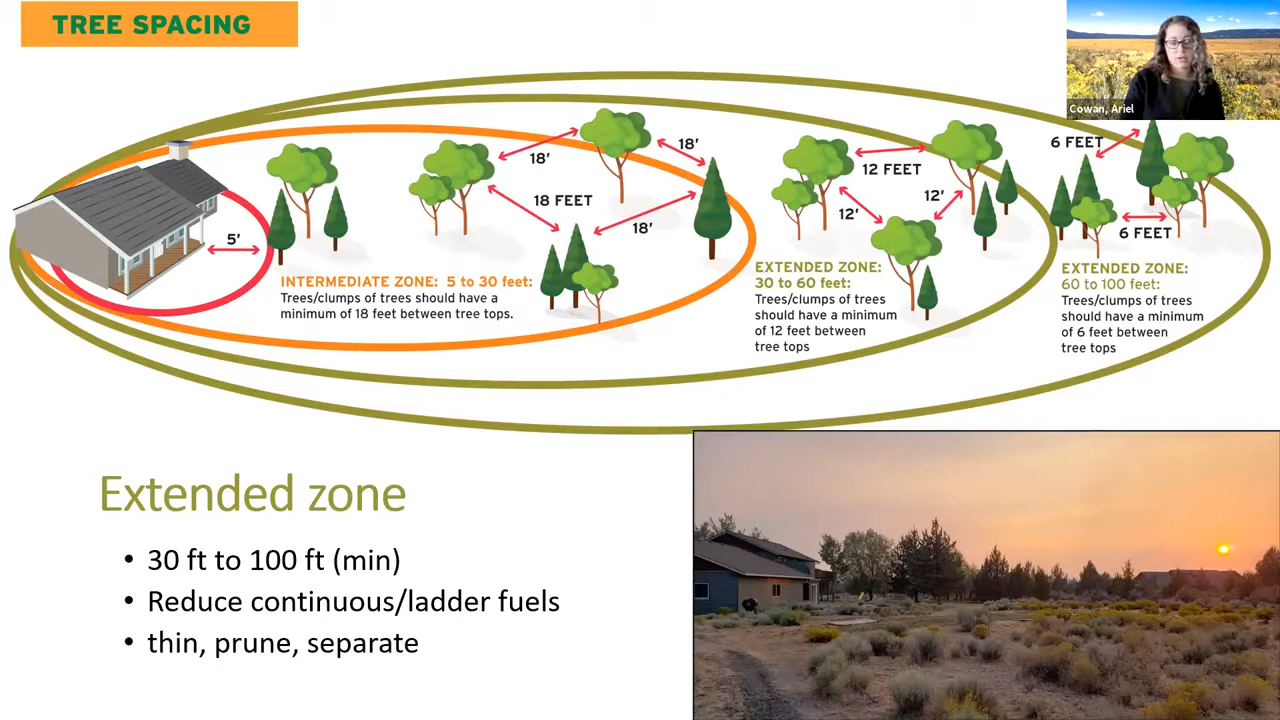 TREE SPACING
Cowan, Ariel
18'
18'
18 FEET
18'
5'
12 FEET
12'
12'
6 FEET
6 FEET
INTERMEDIATE ZONE: 5 to 30 feet:
Trees/clumps of trees should have a
minimum of 18 feet between tree tops.
EXTENDED ZONE:
30 to 60 feet:
Trees/clumps of trees
should have a minimum
of 12 feet between
tree tops
EXTENDED ZONE:
60 to 100 feet:
Trees/clumps of trees
should have a minimum
of 6 feet between
tree tops
Extended zone
• 30 ft to 100 ft (min)
• Reduce continuous/ladder fuels
• thin, prune, separate